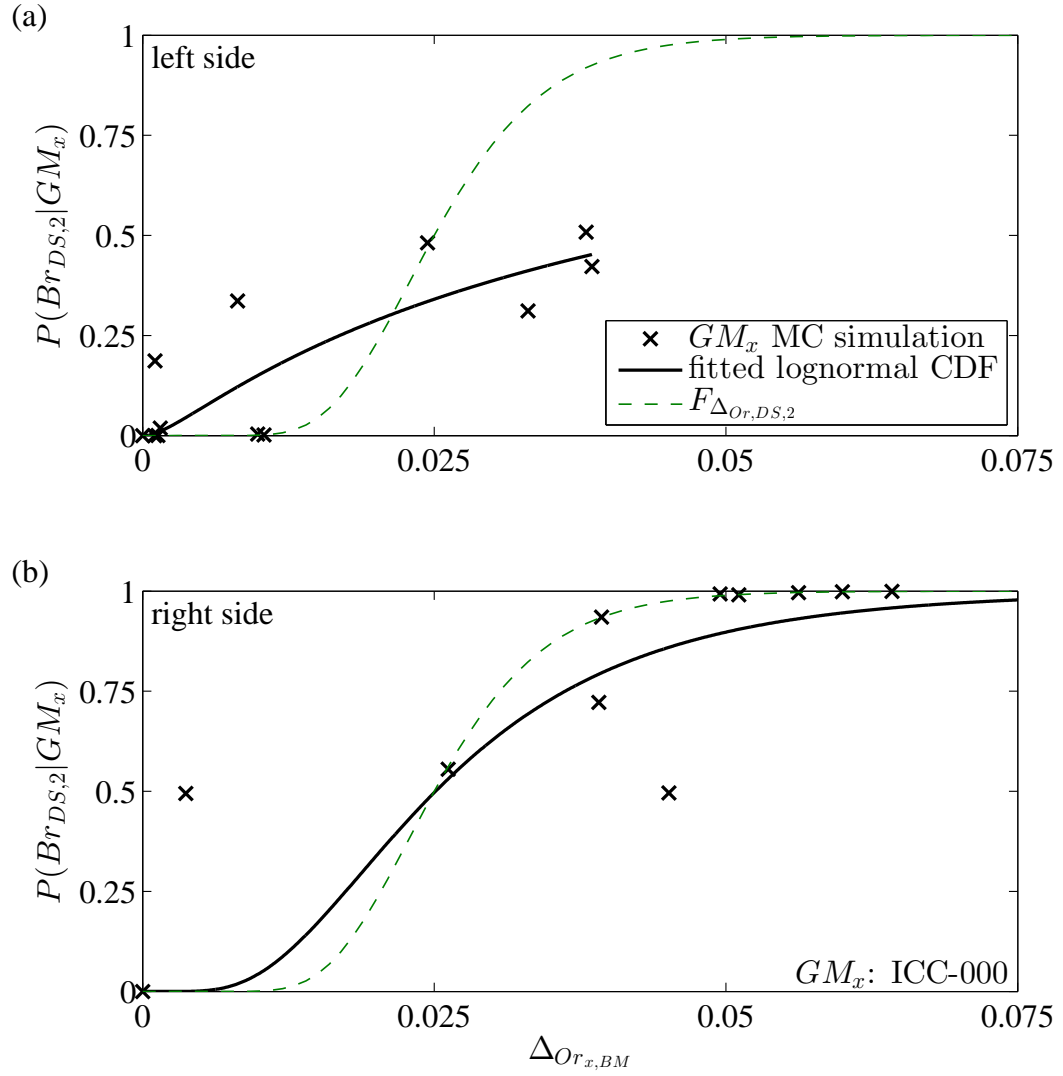 (a)
1
left side
0.75
0.5
0.25
0
P(Br_{DS,2}|GM_x)
GM_x MC simulation
fitted lognormal CDF
F_{Δ_{Or,DS,2}}
0 0.025 0.05 0.075
(b)
1
right side
0.75
0.5
0.25
0
P(Br_{DS,2}|GM_x)
GM_x: ICC-000
0 0.025 0.05 0.075
Δ_{Or_{x,BM}}